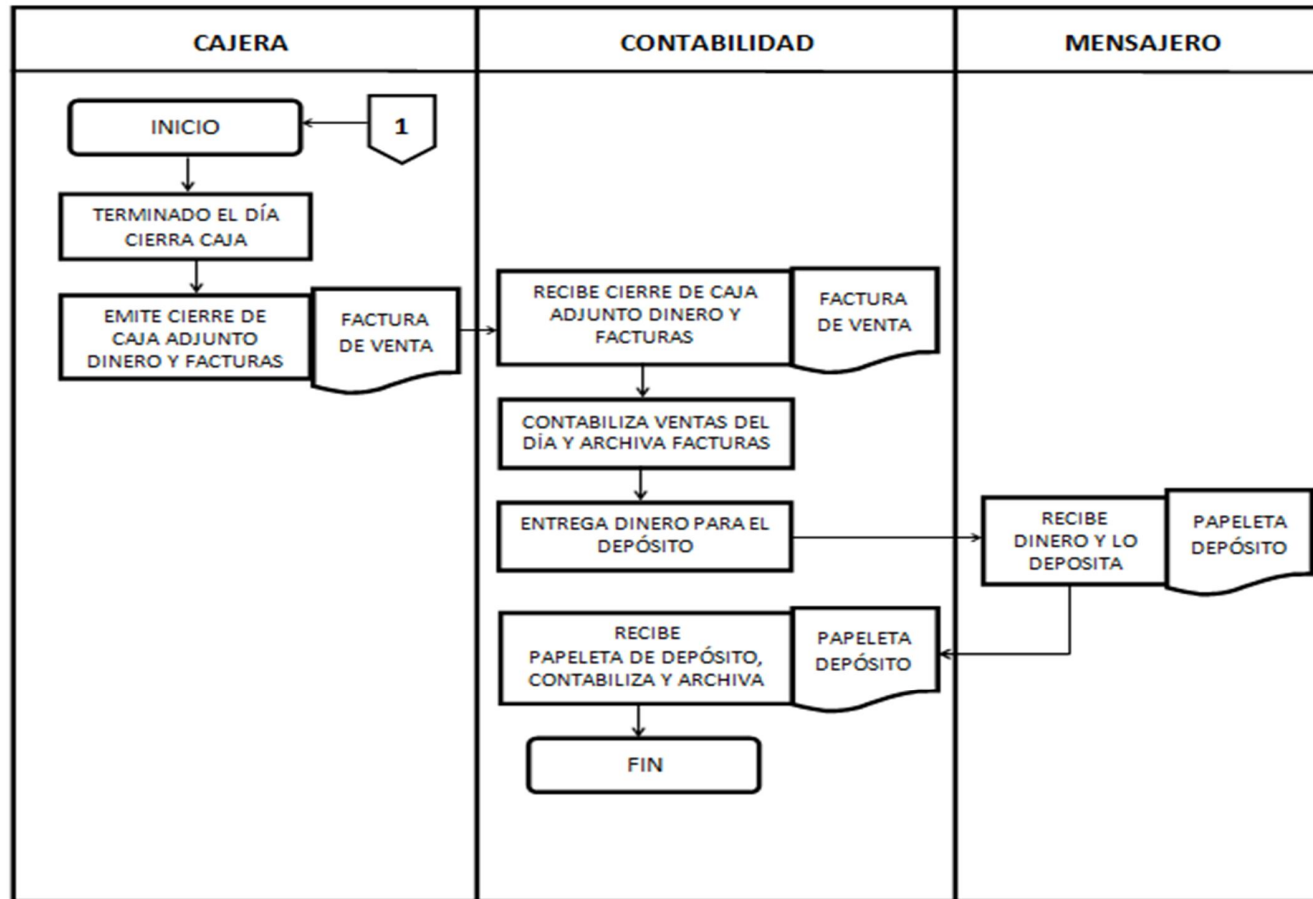 CAJERA
CONTABILIDAD
MENSAJERO
INICIO
1
TERMINADO EL DÍA
CIERRA CAJA
EMITE CIERRE DE
CAJA ADJUNTO
DINERO Y FACTURAS
FACTURA
DE VENTA
RECIBE CIERRE DE CAJA
ADJUNTO DINERO Y
FACTURAS
FACTURA
DE VENTA
CONTABILIZA VENTAS DEL
DÍA Y ARCHIVA FACTURAS
ENTREGA DINERO PARA EL
DEPÓSITO
RECIBE
DINERO Y LO
DEPOSITA
PAPELETA
DEPÓSITO
RECIBE
PAPELETA DE DEPÓSITO,
CONTABILIZA Y ARCHIVA
PAPELETA
DEPÓSITO
FIN